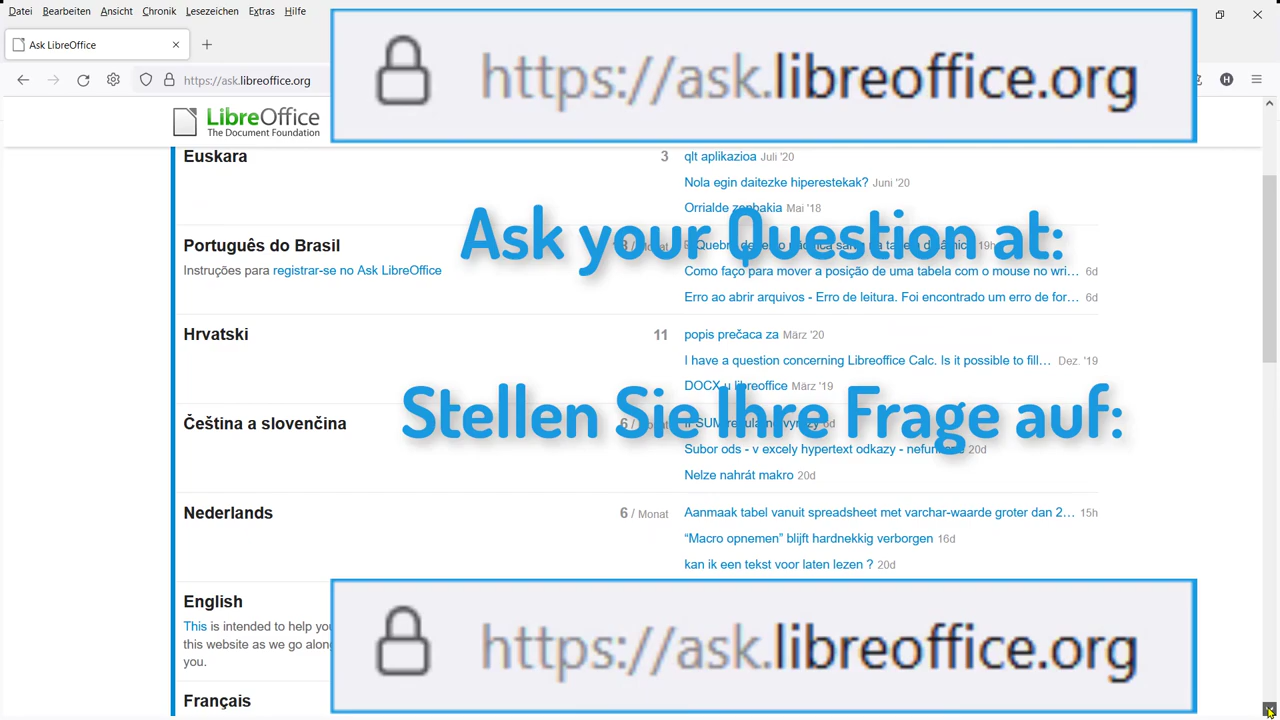 Datei Bearbeiten Ansicht Chronik Lesezeichen Extras Hilfe
Ask LibreOffice
https://ask.libreoffice.org
https://ask.libreoffice.org
LibreOffice
The Document Foundation
Euskara 3 qlt aplikazioa Juli '20
Nola egin daitezke hiperestekak? Juni '20
Orrialde zenbakia Mai '18
Ask your Question at:
Português do Brasil / Monat 19h
Instruções para registrar-se no Ask LibreOffice
Como faço para mover a posição de uma tabela com o mouse no wri… 6d
Erro ao abrir arquivos - Erro de leitura. Foi encontrado um erro de for… 6d
Hrvatski 11 popis prečaca za März '20
I have a question concerning Libreoffice Calc. Is it possible to fill… Dez. '19
DOCX u libreoffice März '19
Stellen Sie Ihre Frage auf:
Čeština a slovenčina 6 / Monat 6d
Subor ods - v excely hypertext odkazy - 20d
Nelze nahrát makro 20d
Nederlands 6 / Monat Aanmaak tabel vanuit spreadsheet met varchar-waarde groter dan 2… 15h
“Macro opnemen” blijft hardnekkig verborgen 16d
kan ik een tekst voor laten lezen ? 20d
English
This is intended to help you
this website as we go along
you.
https://ask.libreoffice.org
Français